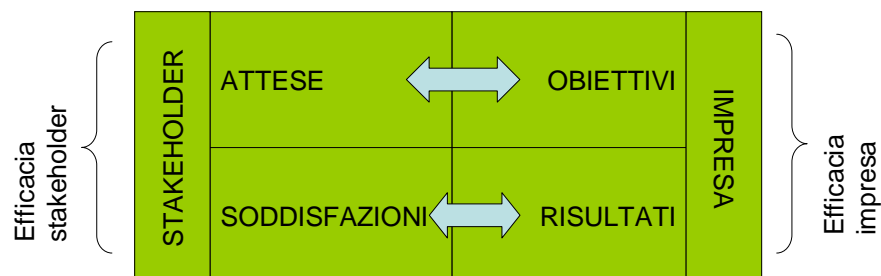 Efficacia
stakeholder
STAKEHOLDER
ATTESE
OBIETTIVI
SODDISFAZIONI
RISULTATI
IMPRESA
Efficacia
impresa